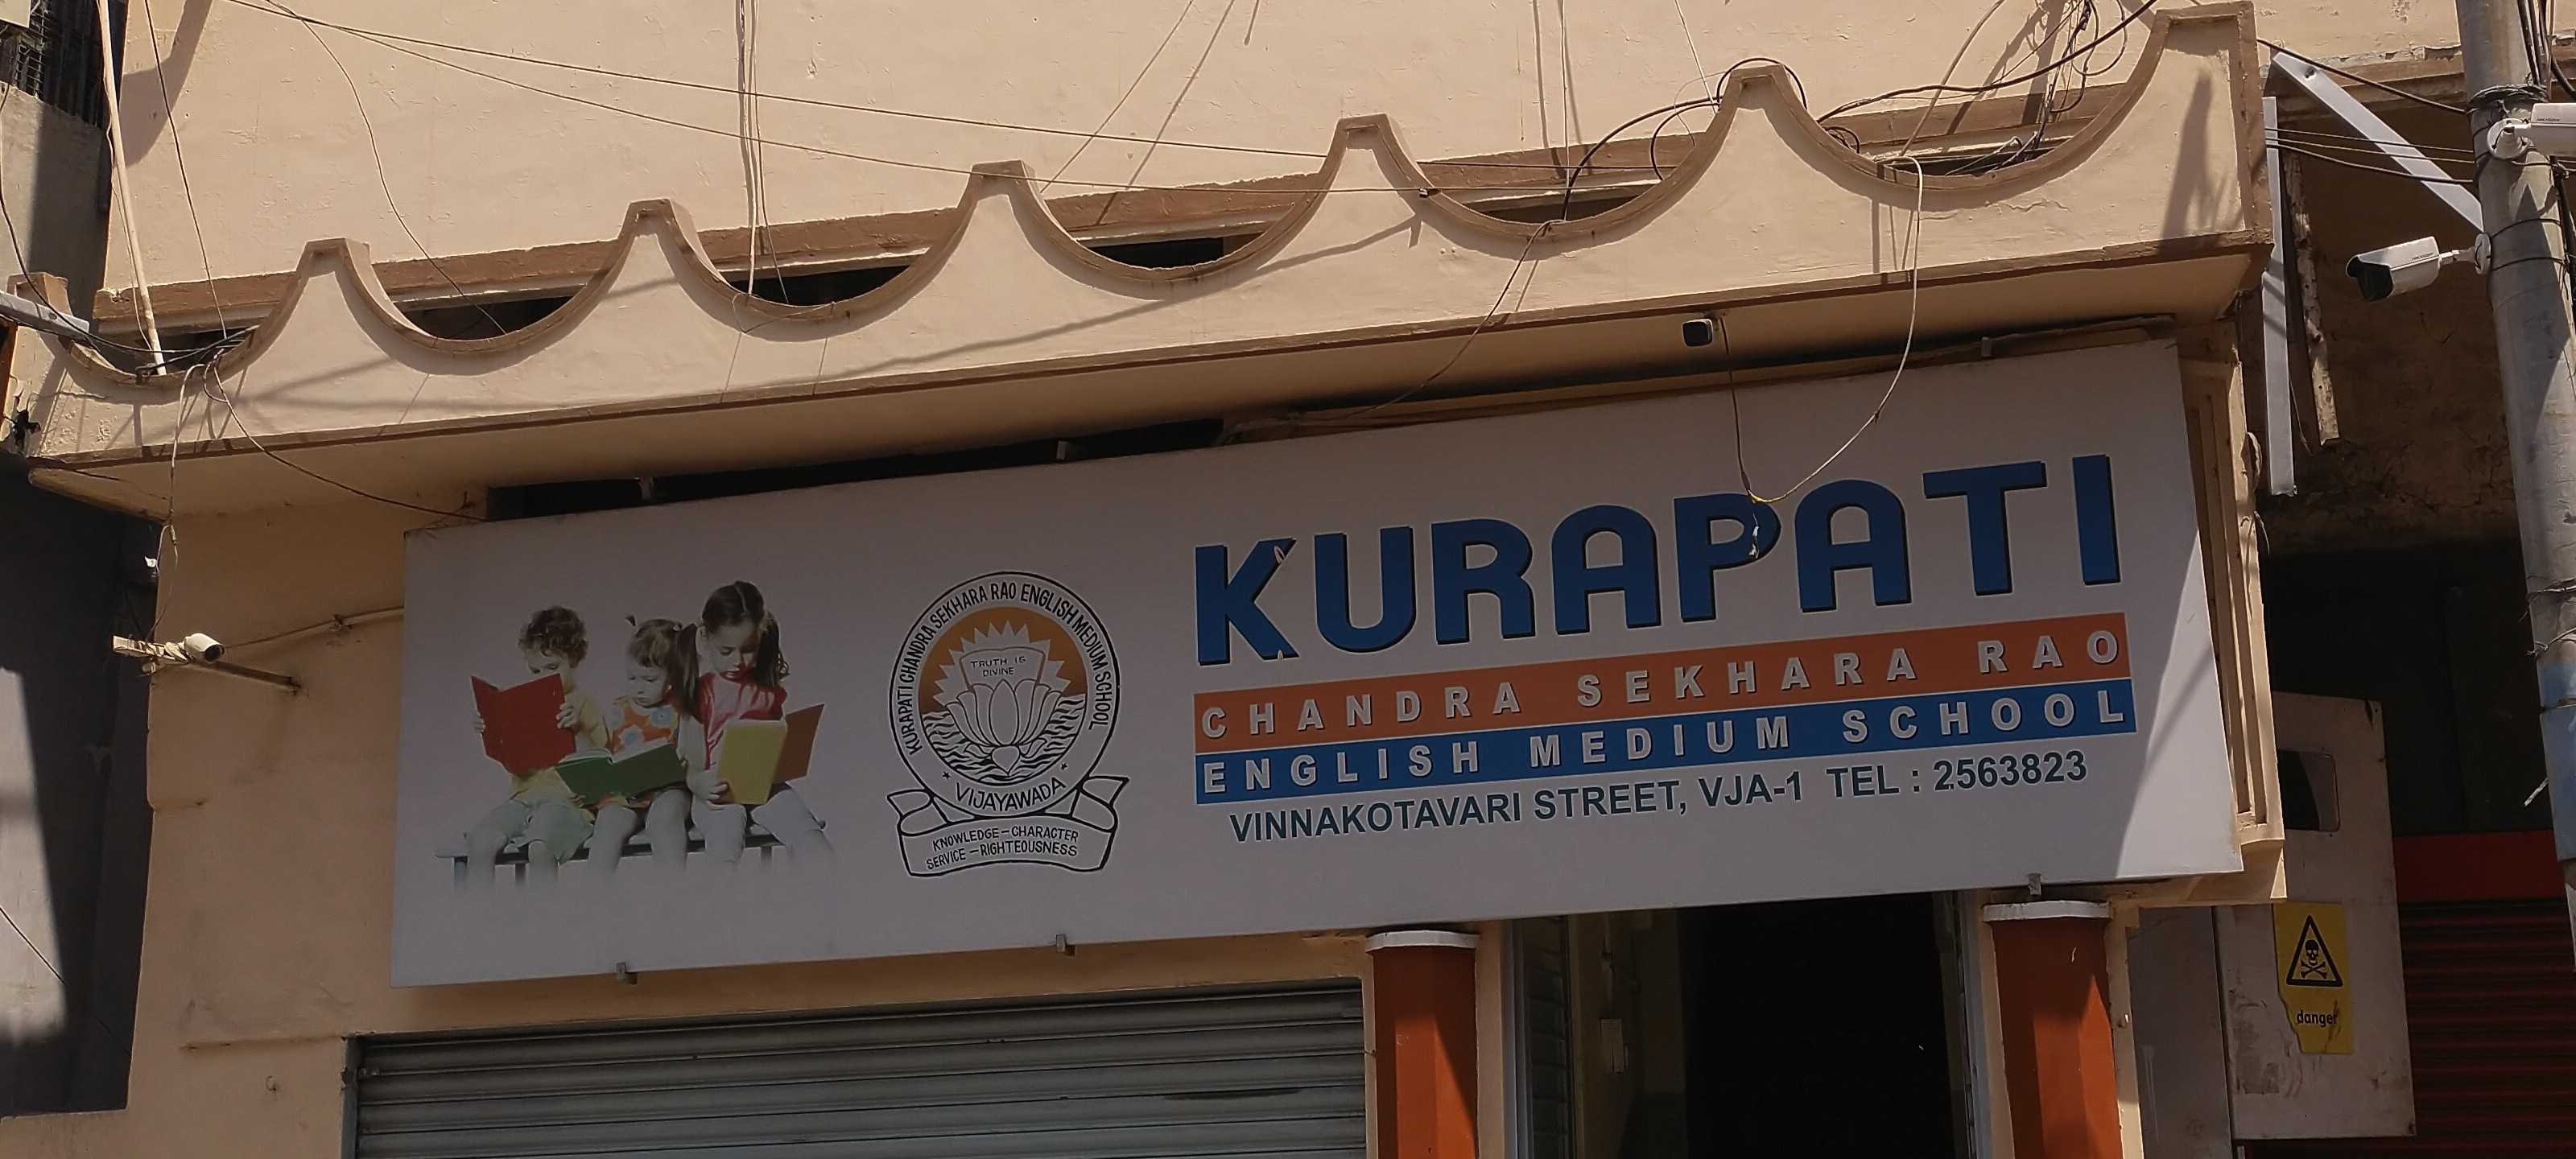 KURAPATI CHANDRA SEKHARA RAO ENGLISH MEDIUM SCHOOL
TRUTH IS
DIVINE
VIJAYAWADA
KNOWLEDGE - CHARACTER
SERVICE - RIGHTEOUSNESS
KURAPATI
CHANDRA SEKHARA RAO
ENGLISH MEDIUM SCHOOL
VINNAKOTAVARI STREET, VJA-1 TEL : 2563823
danger